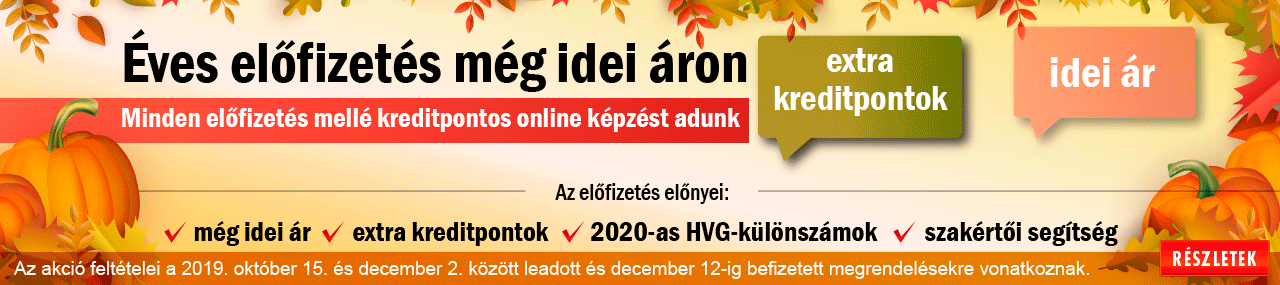 Éves előfizetés még idei áron
Minden előfizetés mellé kreditpontos online képzést adunk
extra
kreditpontok
idei ár
Az előfizetés előnyei:
még idei ár extra kreditpontok 2020-as HVG-különszámok szakértői segítség
Az akció feltételei a 2019. október 15. és december 2. között leadott és december 12-ig befizetett megrendelésekre vonatkoznak.
RÉSZLETEK